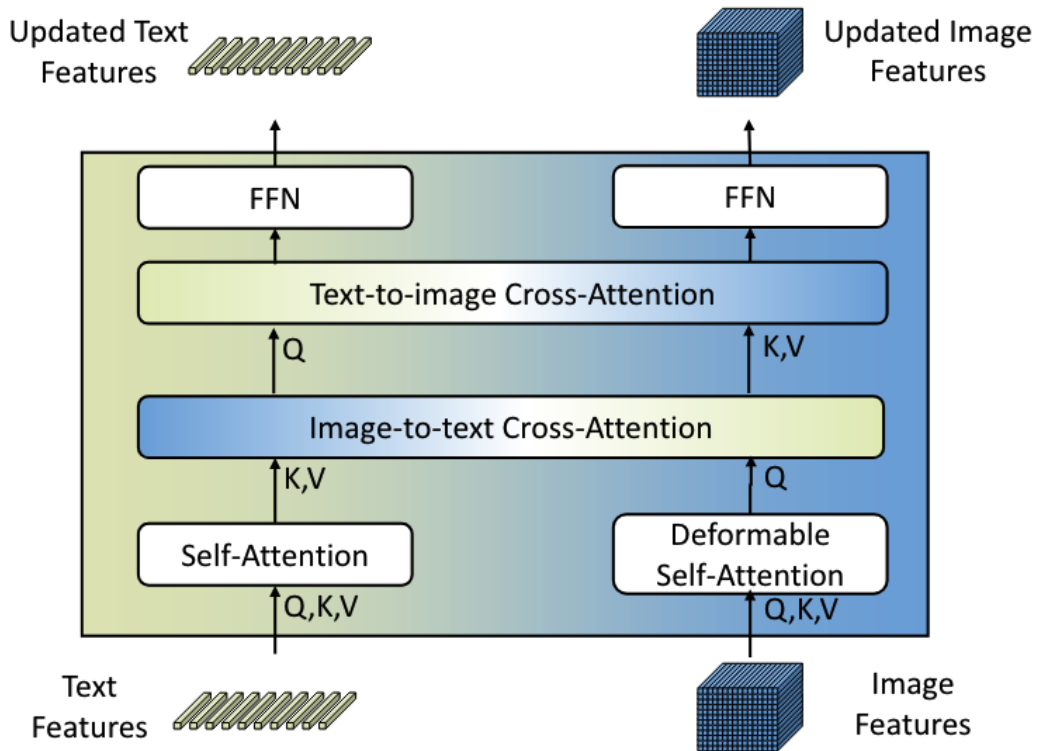 Updated Text
Features
Updated Image
Features
FFN
FFN
Text-to-image Cross-Attention
Q
K,V
Image-to-text Cross-Attention
K,V
Q
Self-Attention
Deformable
Self-Attention
Q,K,V
Q,K,V
Text
Features
Image
Features